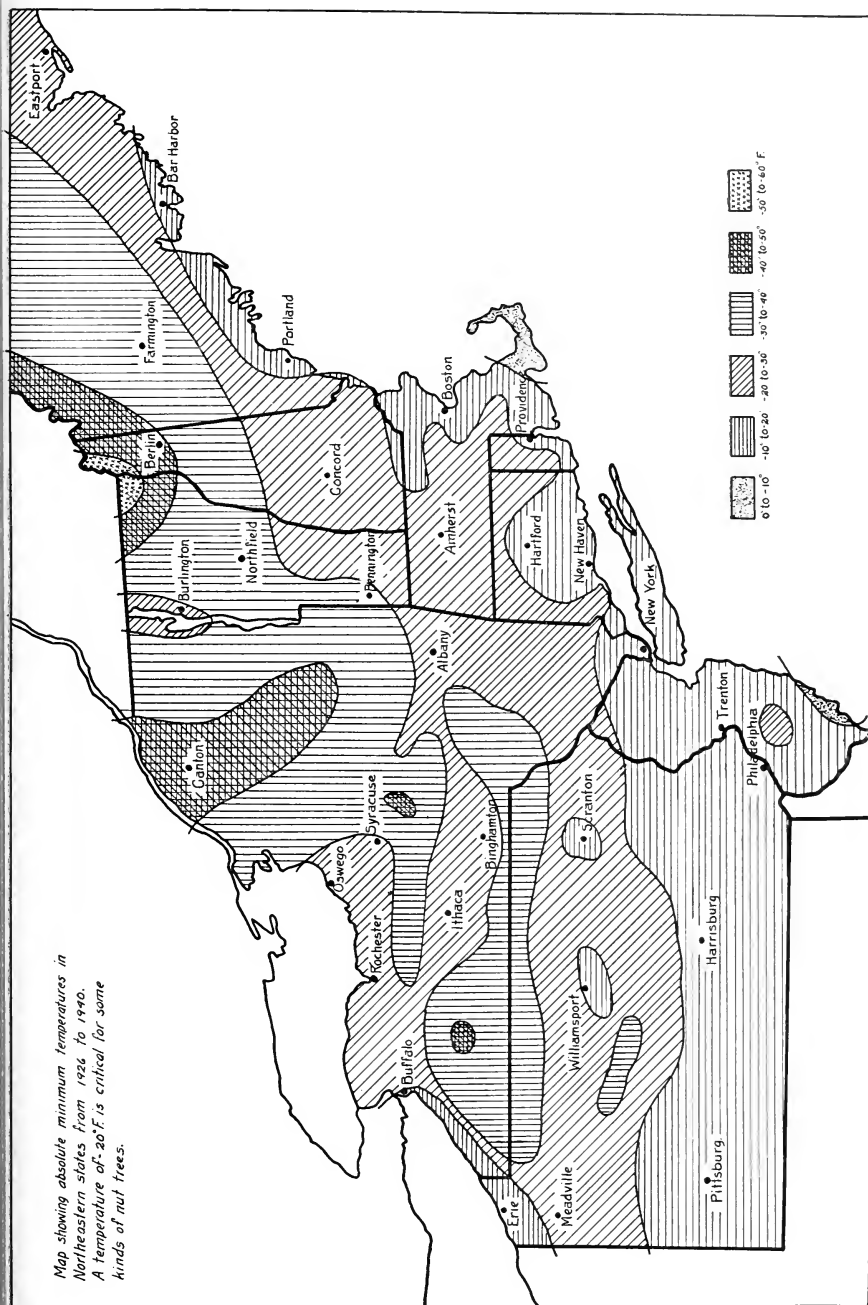 Map showing absolute minimum temperatures in
Northeastern states from 1926 to 1940.
A temperature of -20°F. is critical for some
kinds of nut trees.
Eastport
Bar Harbor
Farmington
Portland
Berlin
Concord
Burlington
Northfield
Bennington
Boston
Providenc
Amherst
Hartford
New Haven
New York
Albany
Canton
Syracuse
Oswego
Rochester
Ithaca
Binghamton
Buffalo
Scranton
Williamsport
Trenton
Philadelphia
Harrisburg
Pittsburg
Erie
Meadville
0° to -10°
-10° to -20
-20 to -30°
-30° to -40°
-40° to -50°
-50° to -60° F.